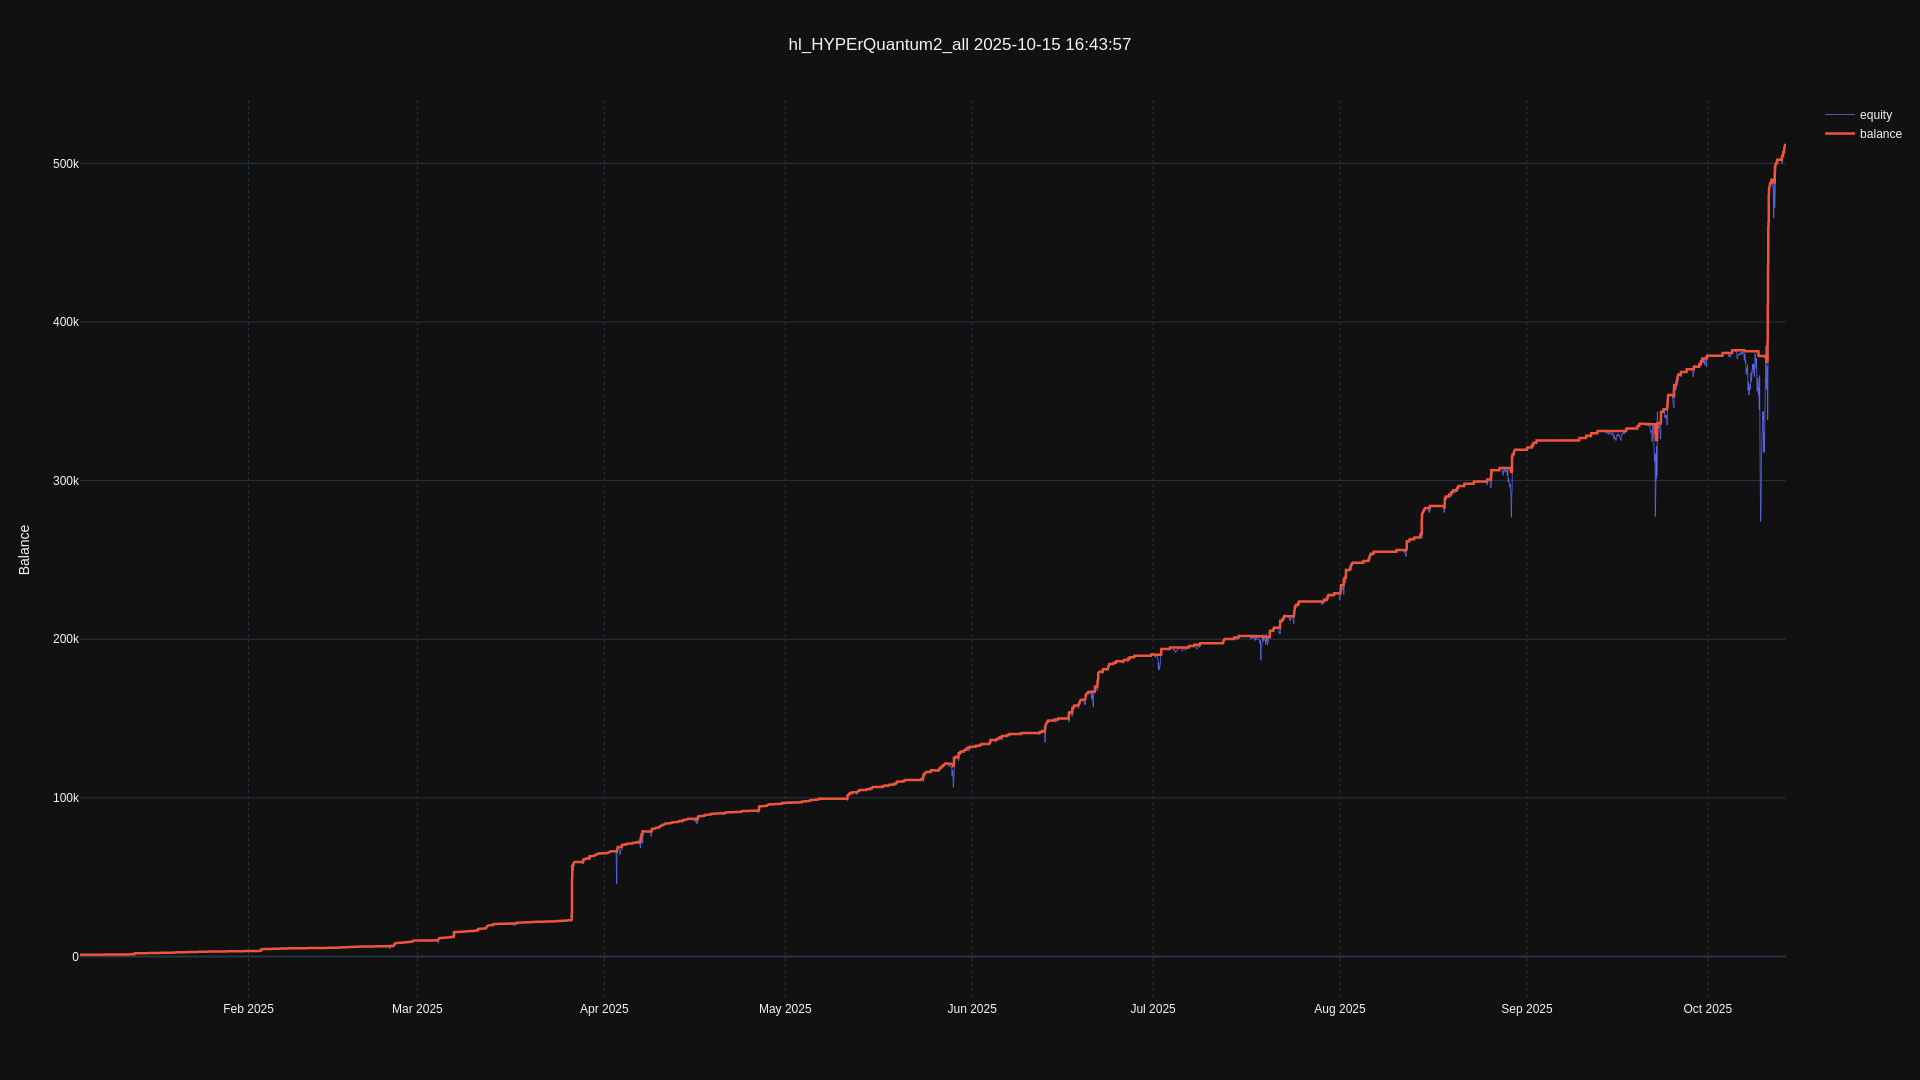 hl_HYPErQuantum2_all 2025-10-15 16:43:57
equity
balance
500k
400k
300k
200k
100k
0
Balance
Feb 2025
Mar 2025
Apr 2025
May 2025
Jun 2025
Jul 2025
Aug 2025
Sep 2025
Oct 2025